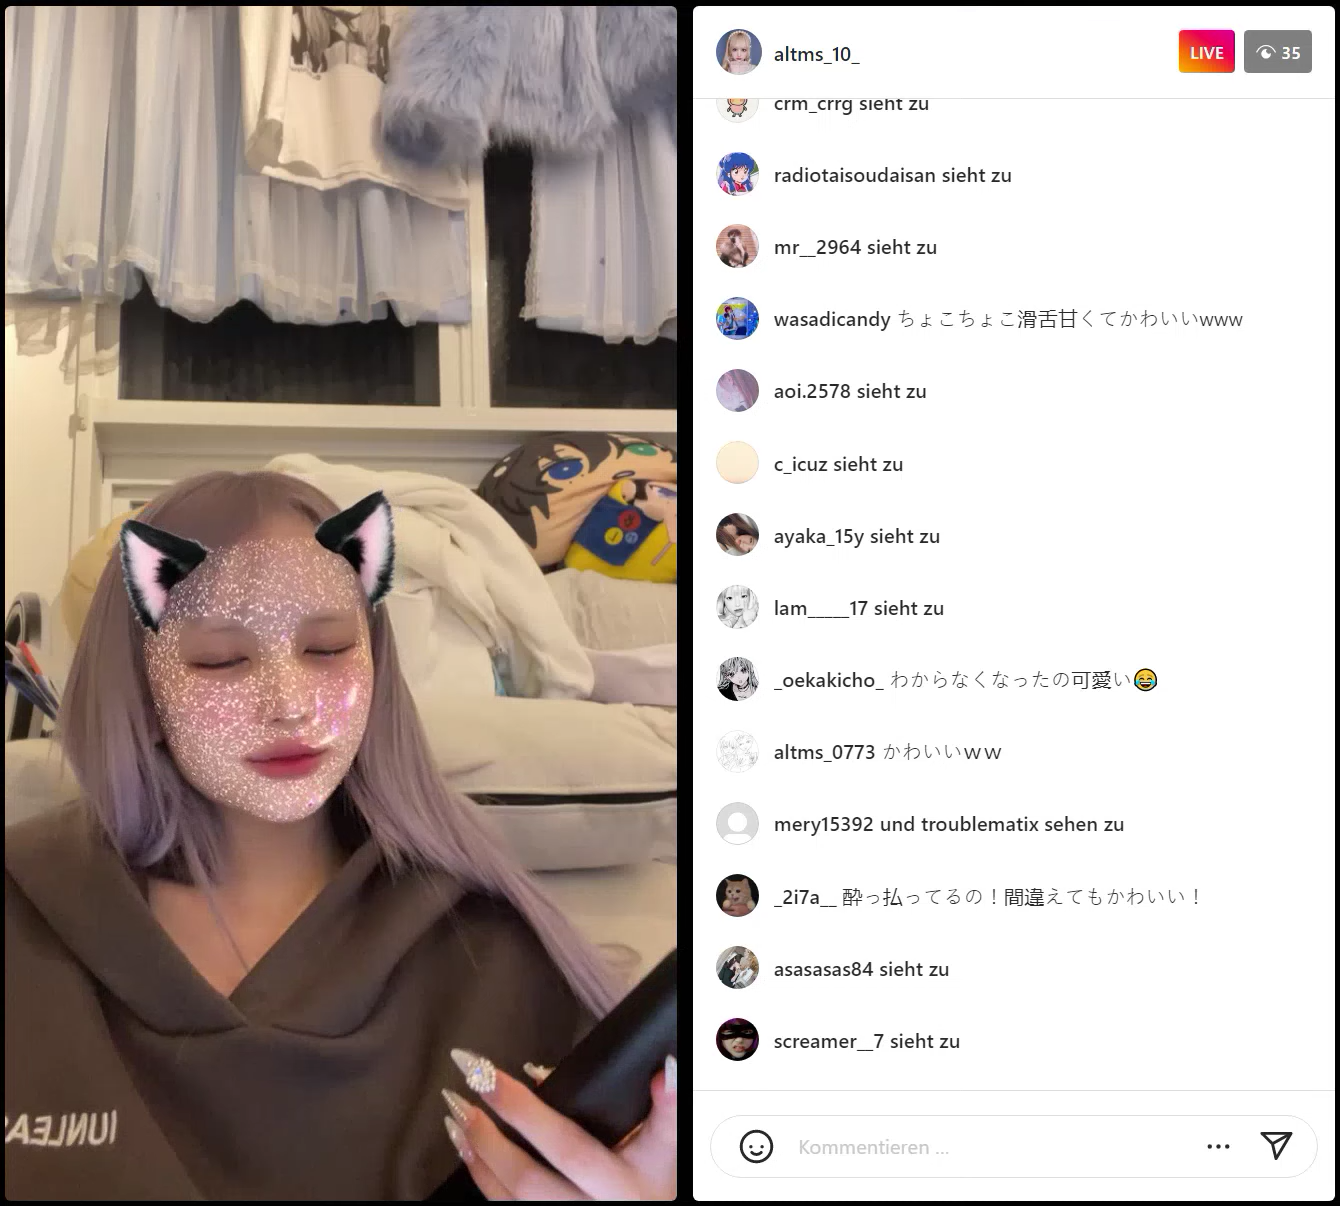 altms_10_
LIVE
35
crm_crrg sieht zu
radiotaisoudaisan sieht zu
mr__2964 sieht zu
wasadicandy ちょこちょこ滑舌甘くてかわいいwww
aoi.2578 sieht zu
c_icuz sieht zu
ayaka_15y sieht zu
lam_____17 sieht zu
_oekakicho_ わからなくなったの可愛い😂
altms_0773 かわいいｗｗ
mery15392 und troublematix sehen zu
_2i7a__ 酔っ払ってるの！間違えてもかわいい！
asasasas84 sieht zu
screamer__7 sieht zu
Kommentieren ...